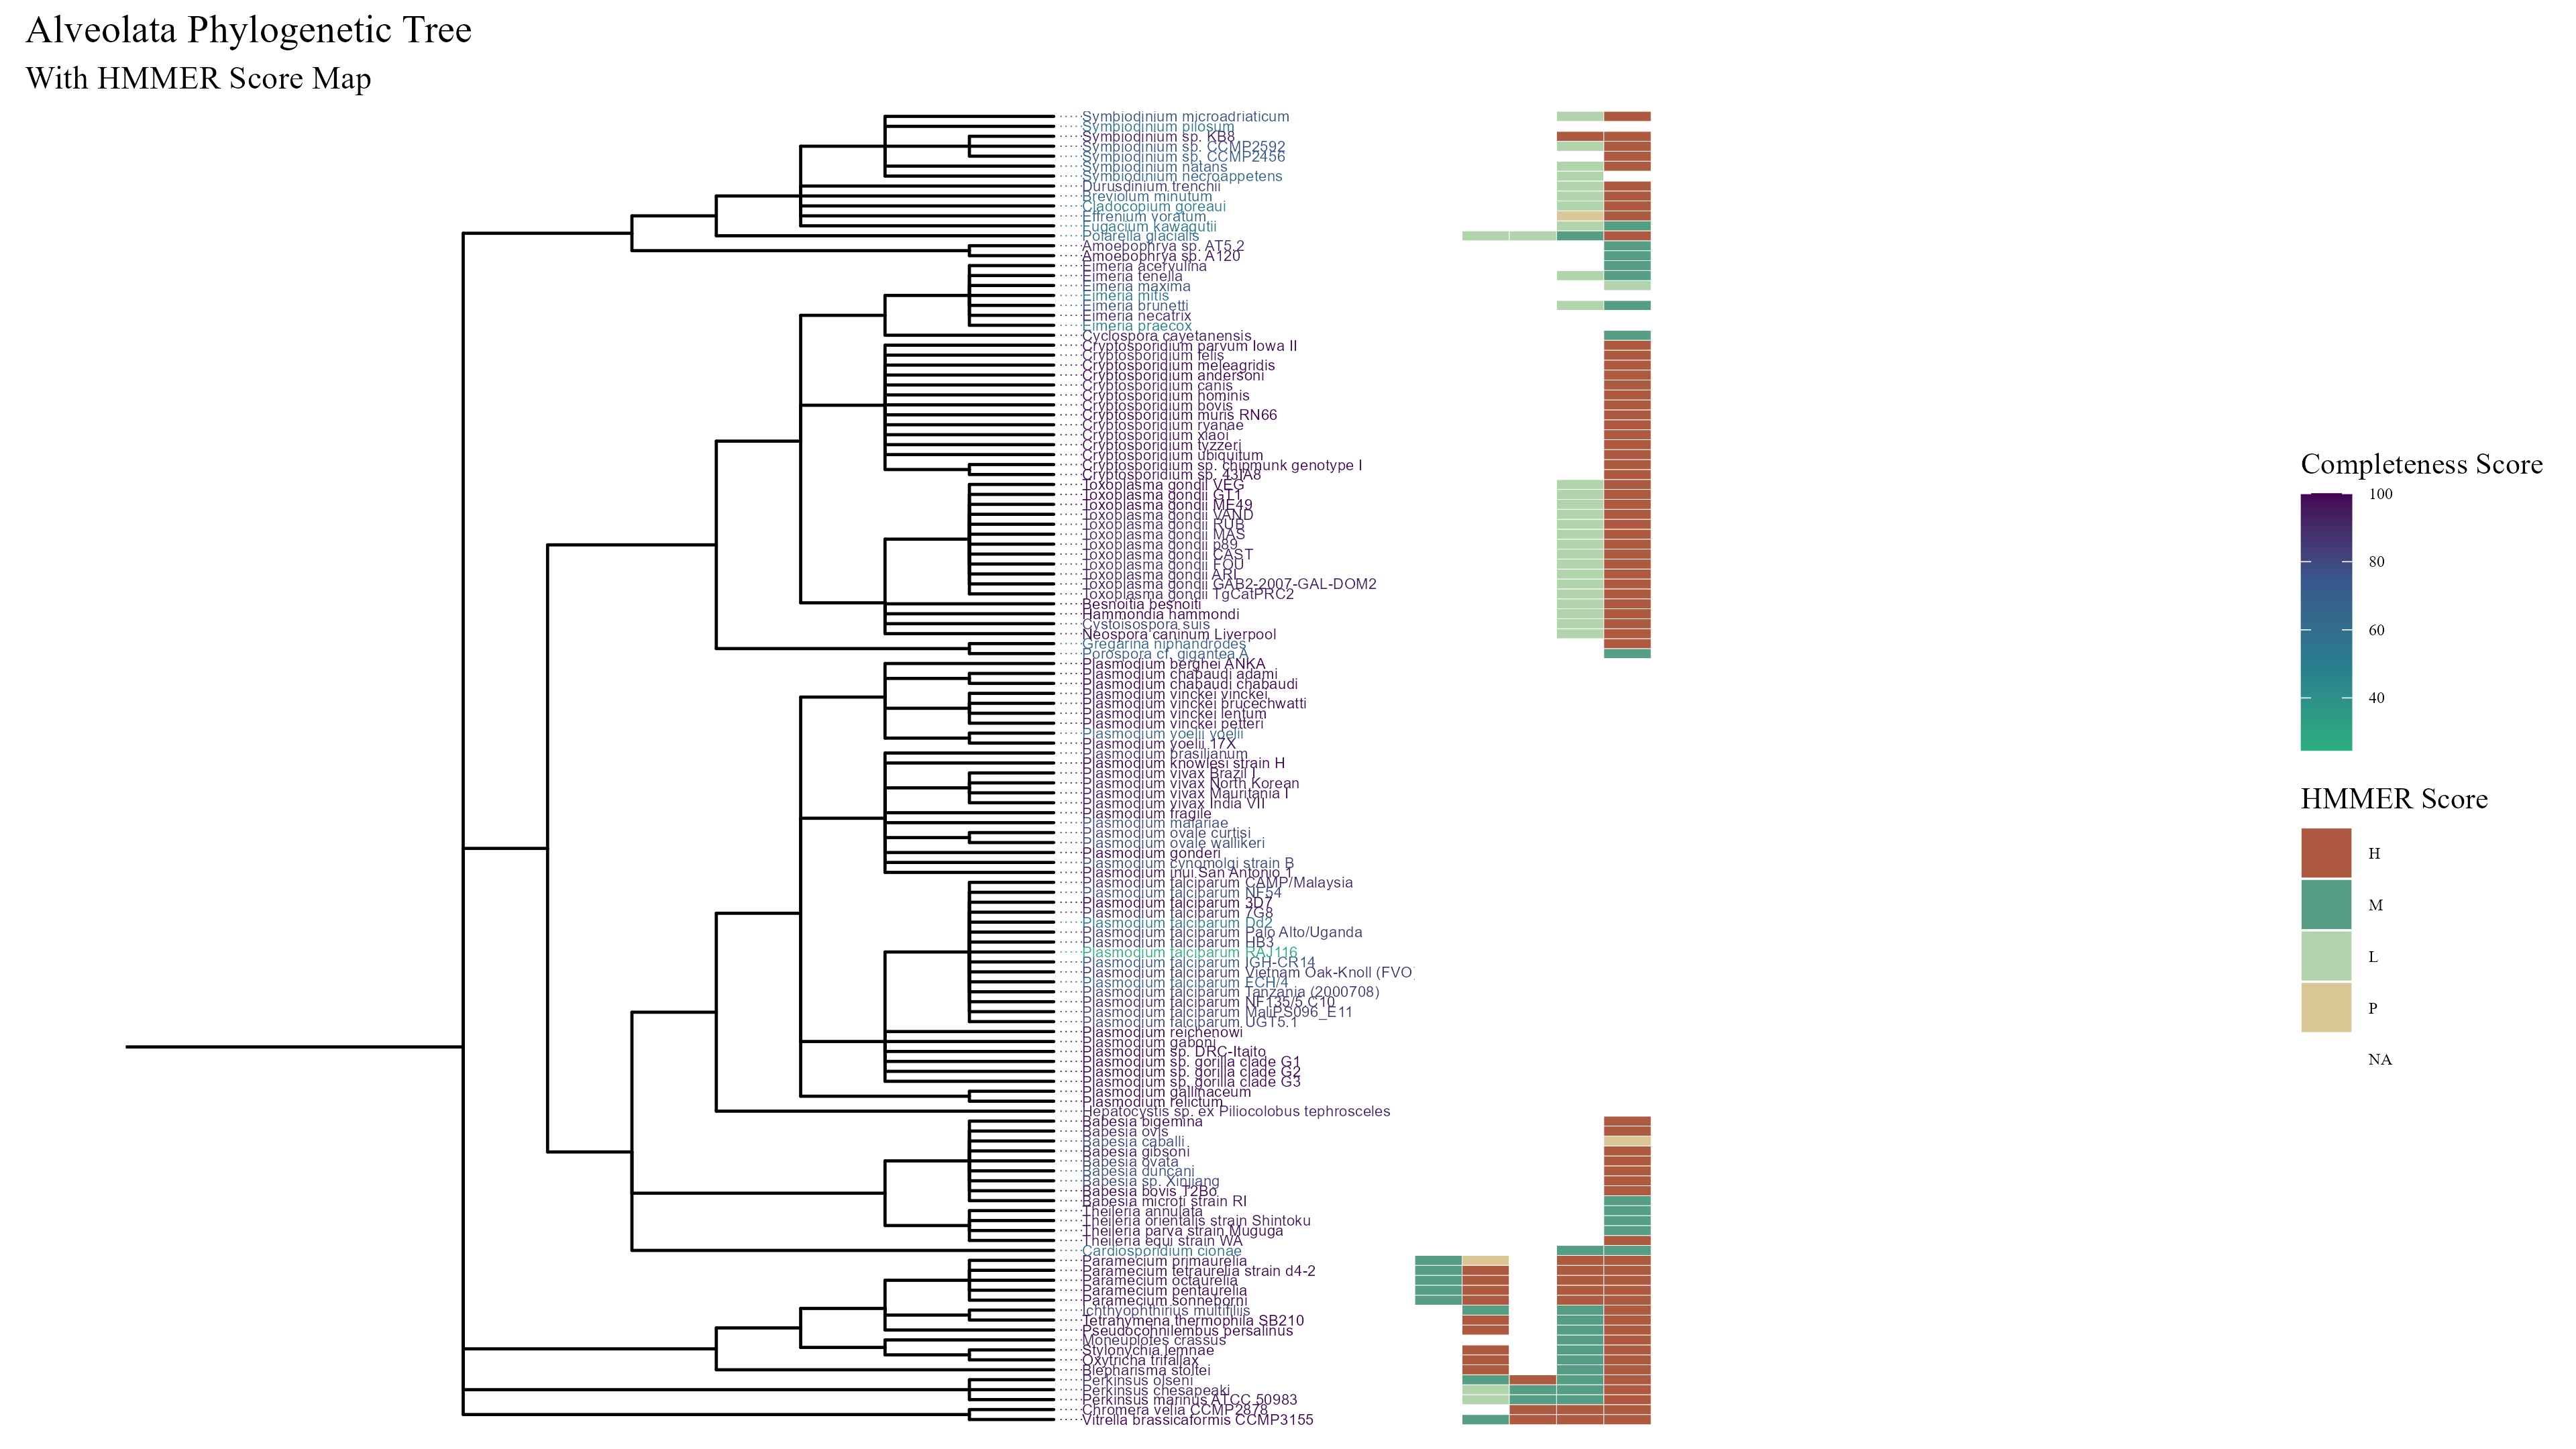 Alveolata Phylogenetic Tree
With HMMER Score Map
Symbiodinium microadriaticum
Symbiodinium pilosum
Symbiodinium sp. KB8
Symbiodinium sp. CCMP2592
Symbiodinium sp. CCMP2456
Symbiodinium natans
Symbiodinium necroappetens
Durusdinium trenchii
Breviolum minutum
Cladocopium goreaui
Effrenium voratum
Fugacium kawagutii
Polarella glacialis
Amoebophrya sp. AT5.2
Amoebophrya sp. A120
Eimeria acervulina
Eimeria tenella
Eimeria maxima
Eimeria mitis
Eimeria brunetti
Eimeria necatrix
Eimeria praecox
Cyclospora cayetanensis
Cryptosporidium parvum Iowa II
Cryptosporidium felis
Cryptosporidium meleagridis
Cryptosporidium andersoni
Cryptosporidium canis
Cryptosporidium hominis
Cryptosporidium bovis
Cryptosporidium muris RN66
Cryptosporidium ryanae
Cryptosporidium xiaoi
Cryptosporidium tyzzeri
Cryptosporidium ubiquitum
Cryptosporidium sp. chipmunk genotype I
Cryptosporidium sp. 43IA8
Toxoplasma gondii VEG
Toxoplasma gondii GT1
Toxoplasma gondii ME49
Toxoplasma gondii VAND
Toxoplasma gondii RUB
Toxoplasma gondii MAS
Toxoplasma gondii p89
Toxoplasma gondii CAST
Toxoplasma gondii FOU
Toxoplasma gondii ARI
Toxoplasma gondii GAB2-2007-GAL-DOM2
Toxoplasma gondii TgCatPRC2
Besnoitia besnoiti
Hammondia hammondi
Cystoisospora suis
Neospora caninum Liverpool
Gregarina niphandrodes
Porospora cf. gigantea A
Plasmodium berghei ANKA
Plasmodium chabaudi adami
Plasmodium chabaudi chabaudi
Plasmodium vinckei vinckei
Plasmodium vinckei brucechwatti
Plasmodium vinckei lentum
Plasmodium vinckei petteri
Plasmodium yoelii yoelii
Plasmodium yoelii 17X
Plasmodium brasilianum
Plasmodium knowlesi strain H
Plasmodium vivax Brazil I
Plasmodium vivax North Korean
Plasmodium vivax Mauritania I
Plasmodium vivax India VII
Plasmodium fragile
Plasmodium malariae
Plasmodium ovale curtisi
Plasmodium ovale wallikeri
Plasmodium gonderi
Plasmodium cynomolgi strain B
Plasmodium inui San Antonio 1
Plasmodium falciparum CAMP/Malaysia
Plasmodium falciparum NF54
Plasmodium falciparum 3D7
Plasmodium falciparum 7G8
Plasmodium falciparum Dd2
Plasmodium falciparum Palo Alto/Uganda
Plasmodium falciparum HB3
Plasmodium falciparum RAJ116
Plasmodium falciparum IGH-CR14
Plasmodium falciparum Vietnam Oak-Knoll (FVO)
Plasmodium falciparum FCH/4
Plasmodium falciparum Tanzania (2000708)
Plasmodium falciparum NF135/5.C10
Plasmodium falciparum MaliPS096_E11
Plasmodium falciparum UGT5.1
Plasmodium reichenowi
Plasmodium gaboni
Plasmodium sp. DRC-Itaito
Plasmodium sp. gorilla clade G1
Plasmodium sp. gorilla clade G2
Plasmodium sp. gorilla clade G3
Plasmodium gallinaceum
Plasmodium relictum
Hepatocystis sp. ex Piliocolobus tephrosceles
Babesia bigemina
Babesia ovis
Babesia caballi
Babesia gibsoni
Babesia ovata
Babesia duncani
Babesia sp. Xinjiang
Babesia bovis T2Bo
Babesia microti strain RI
Theileria annulata
Theileria orientalis strain Shintoku
Theileria parva strain Muguga
Theileria equi strain WA
Cardiosporidium cionae
Paramecium primaurelia
Paramecium tetraurelia strain d4-2
Paramecium octaurelia
Paramecium pentaurelia
Paramecium sonneborni
Ichthyophthirius multifiliis
Tetrahymena thermophila SB210
Pseudocohnilembus persalinus
Moneuplotes crassus
Stylonychia lemnae
Oxytricha trifallax
Blepharisma stoltei
Perkinsus olseni
Perkinsus chesapeaki
Perkinsus marinus ATCC 50983
Chromera velia CCMP2878
Vitrella brassicaformis CCMP3155
Completeness Score
100
80
60
40
HMMER Score
H
M
L
P
NA